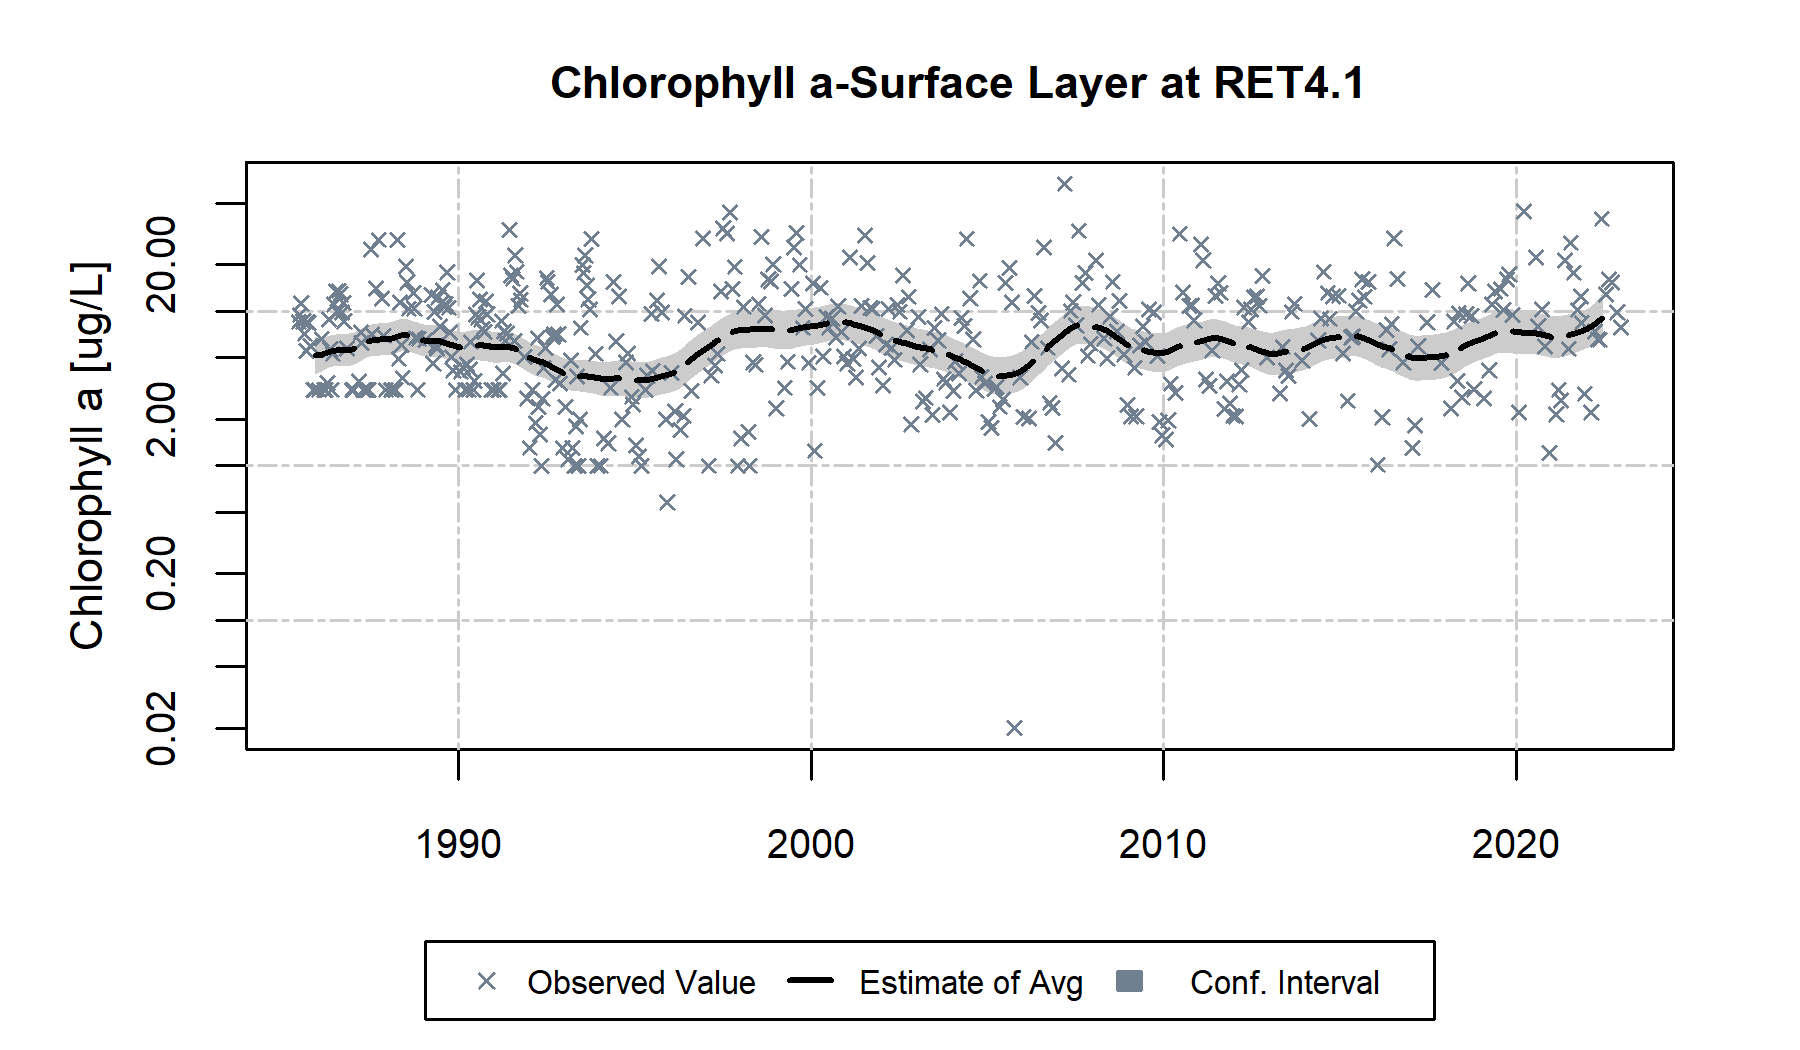 Chlorophyll a-Surface Layer at RET4.1
Chlorophyll a [ug/L]
20.00
2.00
0.20
0.02
1990 2000 2010 2020
Observed Value Estimate of Avg Conf. Interval